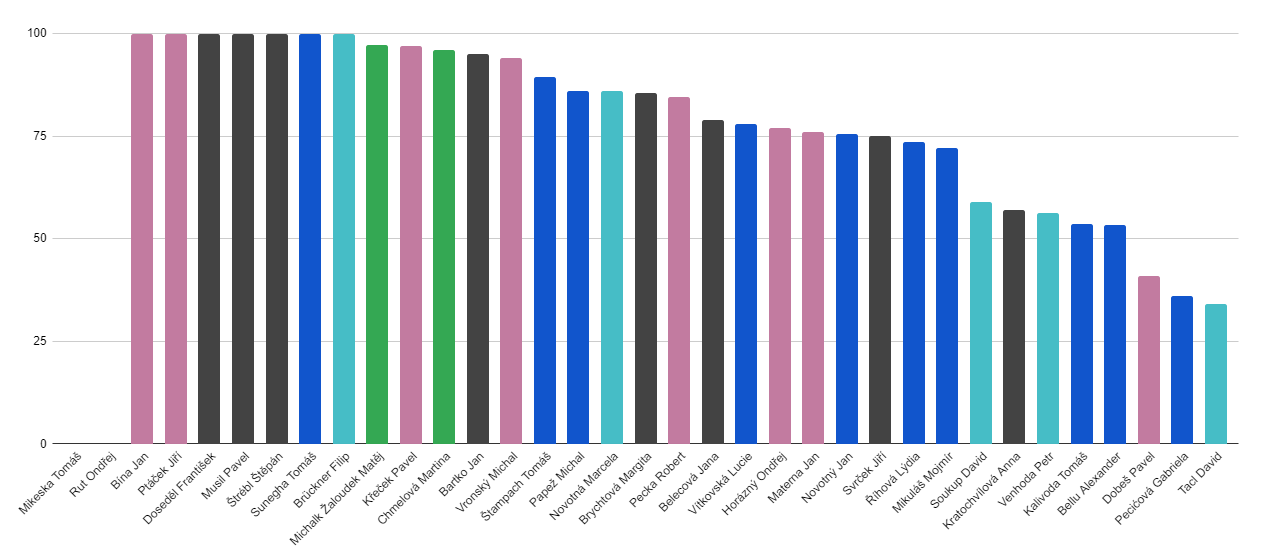 100
75
50
25
0
Mikeska Tomáš
Rut Ondřej
Bína Jan
Ptáček Jiří
Doseděl František
Musil Pavel
Štrébl Štěpán
Sunegha Tomáš
Brückner Filip
Michalk Žaloudek Matěj
Křeček Pavel
Chmelová Martina
Bartko Jan
Vronský Michal
Štampach Tomáš
Papež Michal
Novotná Marcela
Brychtová Margita
Pecka Robert
Belecová Jana
Vítkovská Lucie
Horázný Ondřej
Materna Jan
Novotný Jan
Svrček Jiří
Říhová Lýdia
Mikuláš Mojmír
Soukup David
Kratochvílová Anna
Venhoda Petr
Kalivoda Tomáš
Bellu Alexander
Dobeš Pavel
Pecićová Gabriela
Tacl David